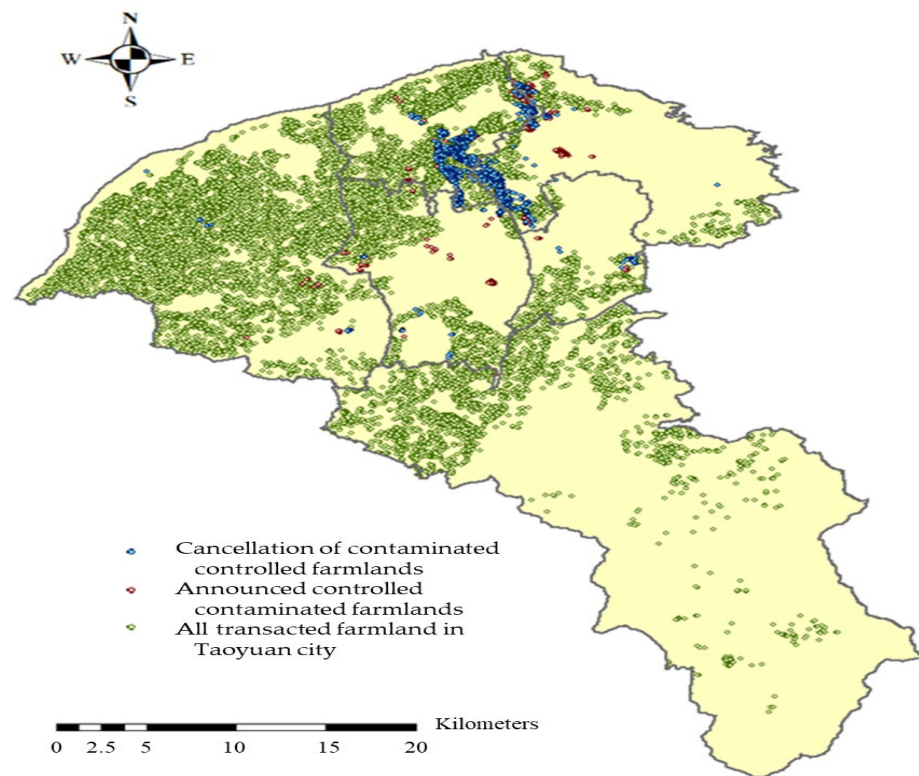 N
W E
S
Cancellation of contaminated
controlled farmlands
Announced controlled
contaminated farmlands
All transacted farmland in
Taoyuan city
Kilometers
0 2.5 5 10 15 20